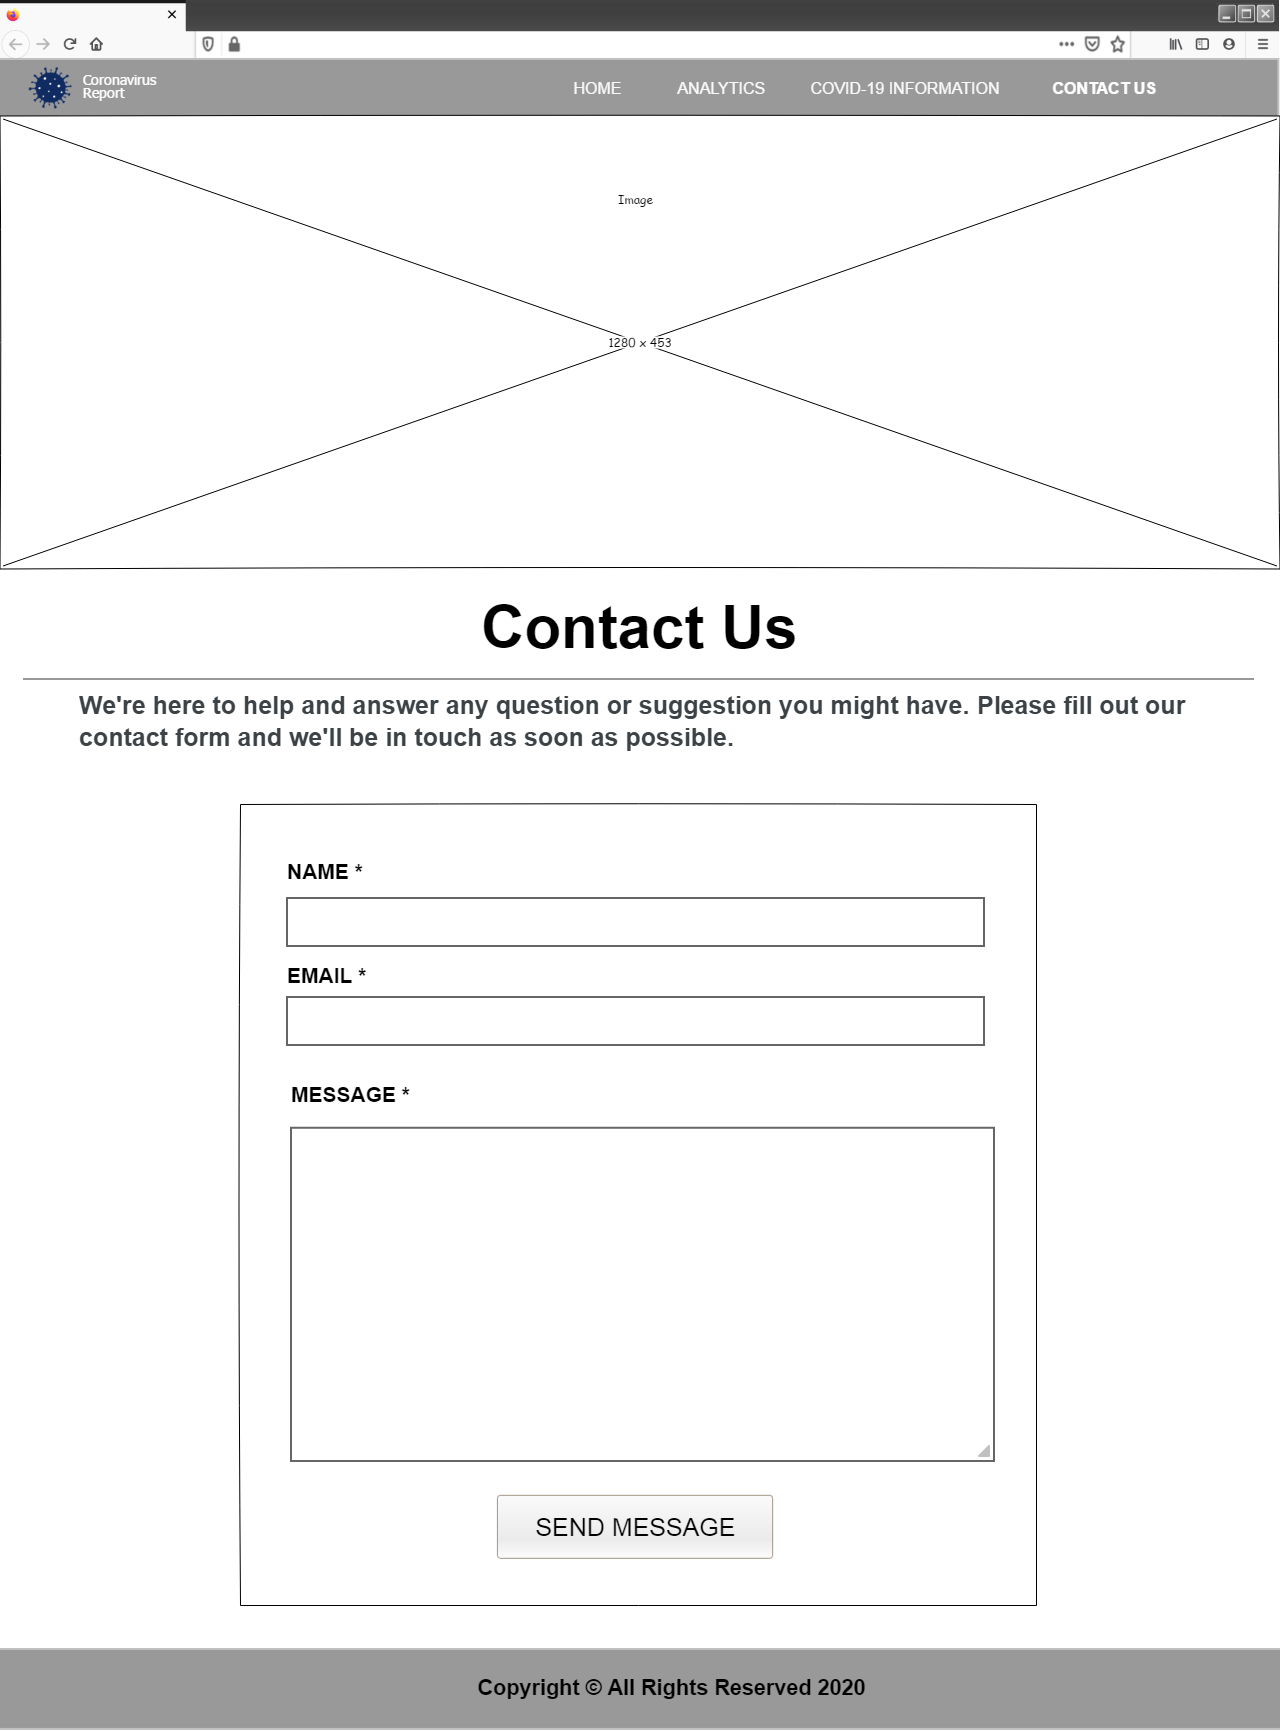 Coronavirus
Report
HOME ANALYTICS COVID-19 INFORMATION CONTACT US
Image
1280 x 453
Contact Us
We're here to help and answer any question or suggestion you might have. Please fill out our
contact form and we'll be in touch as soon as possible.
NAME *
EMAIL *
MESSAGE *
SEND MESSAGE
Copyright © All Rights Reserved 2020